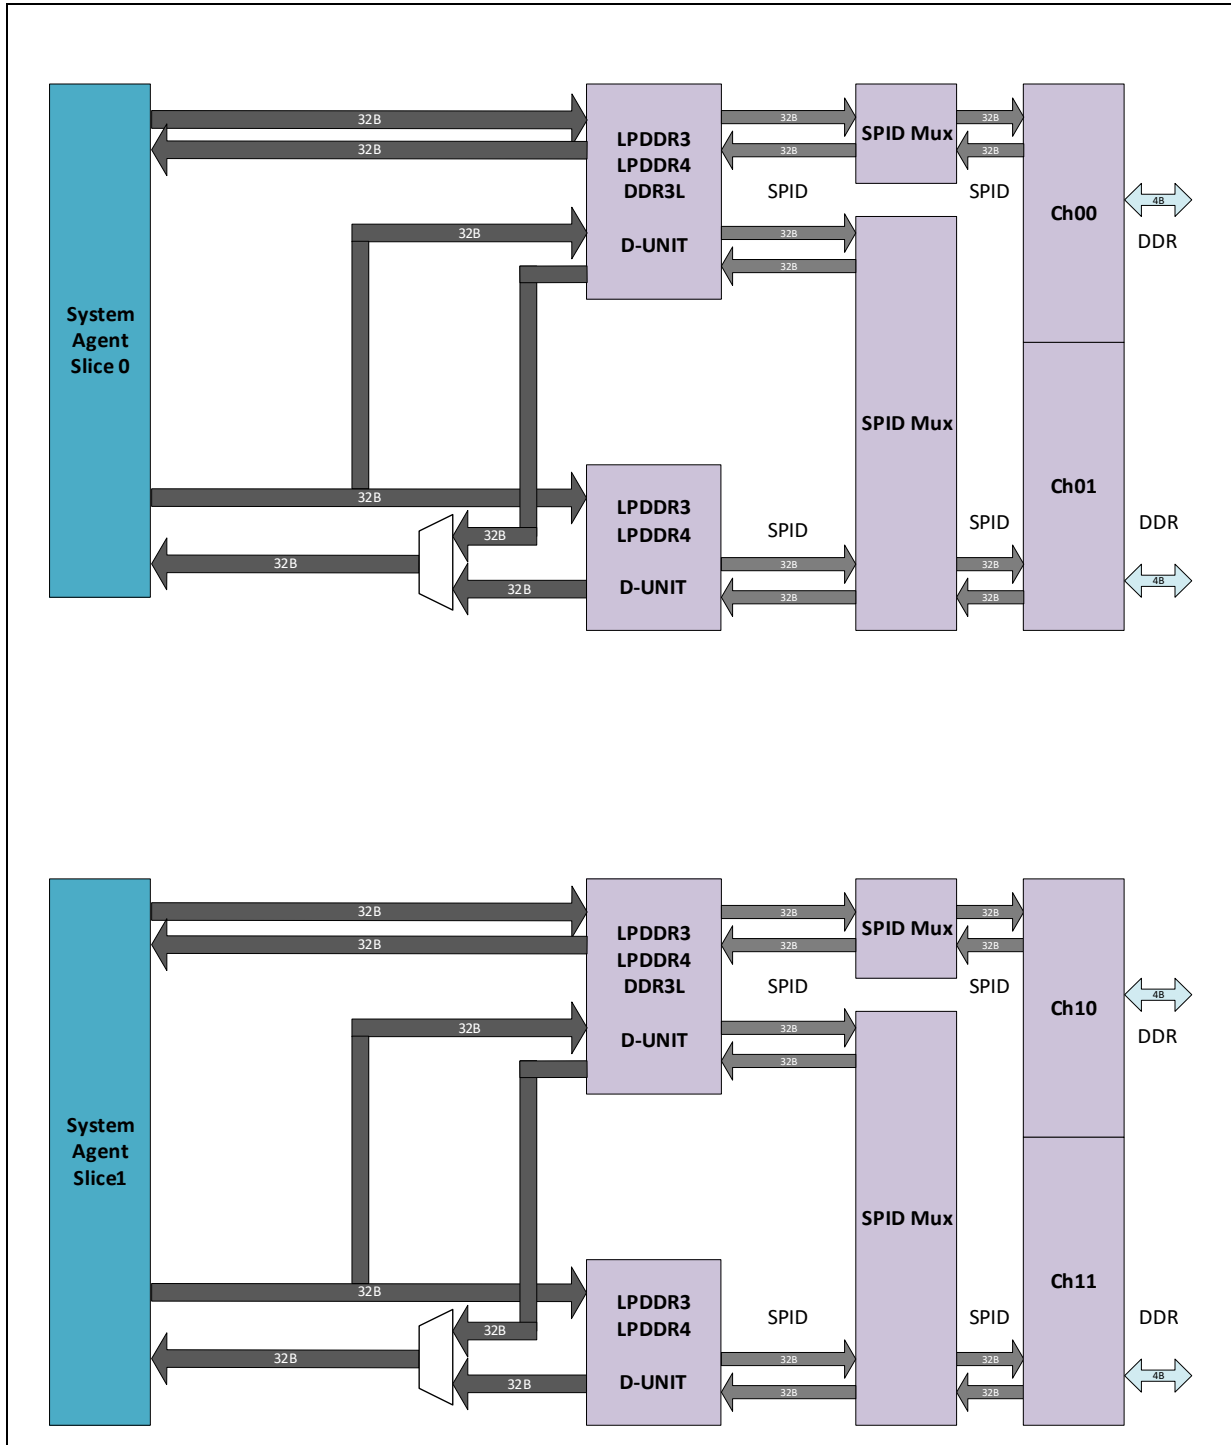 System
Agent
Slice 0
32B
32B
32B
32B
32B
32B
32B
LPDDR3
LPDDR4
DDR3L
D-UNIT
LPDDR3
LPDDR4
D-UNIT
32B
32B
SPID
32B
32B
SPID
32B
32B
SPID Mux
SPID Mux
32B
32B
SPID
SPID
32B
32B
Ch00
Ch01
4B
DDR
DDR
4B
System
Agent
Slice1
32B
32B
32B
32B
32B
32B
32B
LPDDR3
LPDDR4
DDR3L
D-UNIT
LPDDR3
LPDDR4
D-UNIT
32B
32B
SPID
32B
32B
SPID
32B
32B
SPID Mux
SPID Mux
32B
32B
SPID
SPID
32B
32B
Ch10
Ch11
4B
DDR
DDR
4B